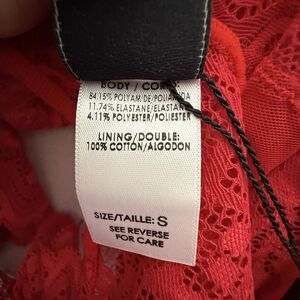 BODY / CORPS
84.15% POLYAMIDE/POLIAMIDA
11.74% ELASTANE/ELASTANE
4.11% POLYESTER/POLIESTER
LINING/DOUBLE:
100% COTTON/ALGODON
SIZE/TAILLE: S
SEE REVERSE
FOR CARE